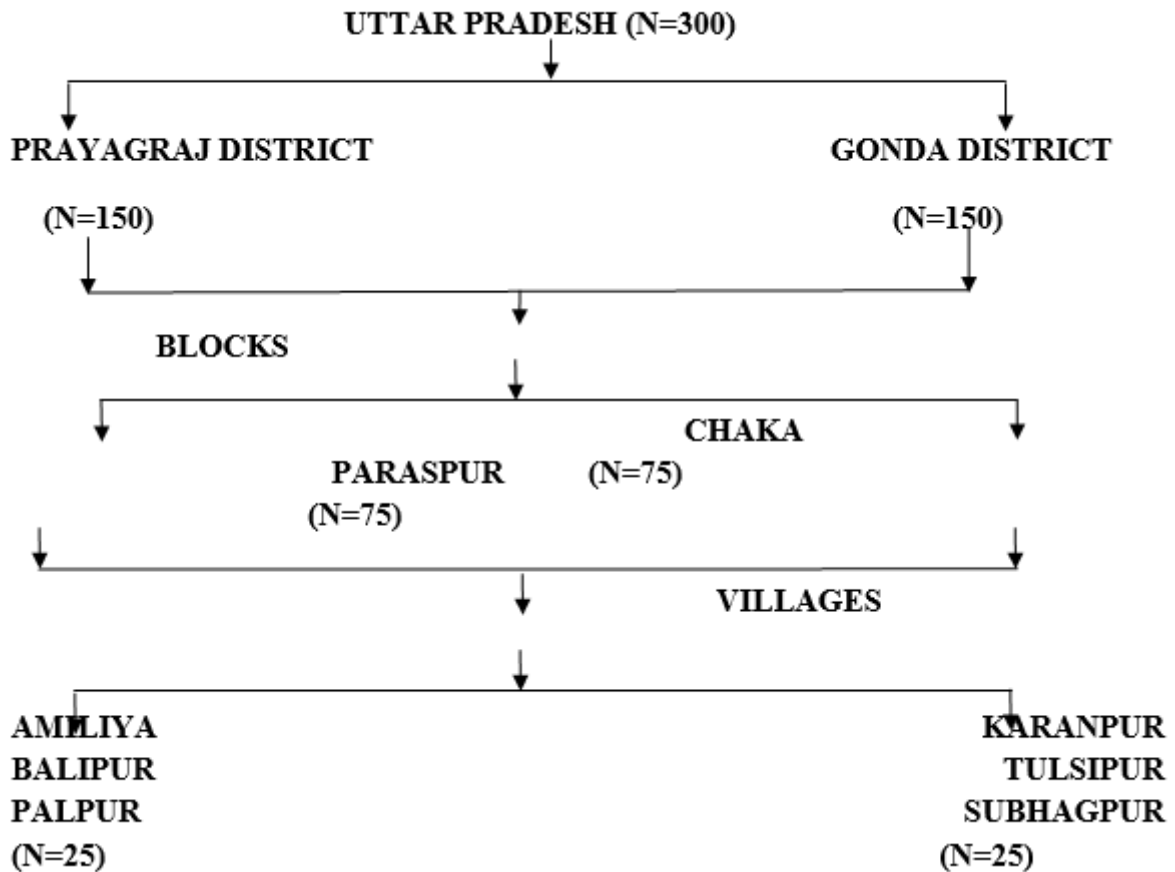 UTTAR PRADESH (N=300)
PRAYAGRAJ DISTRICT GONDA DISTRICT
(N=150) (N=150)
BLOCKS
CHAKA
PARASPUR (N=75)
(N=75)
VILLAGES
AMILIYA KARANPUR
BALIPUR TULSIPUR
PALPUR SUBHAGPUR
(N=25) (N=25)